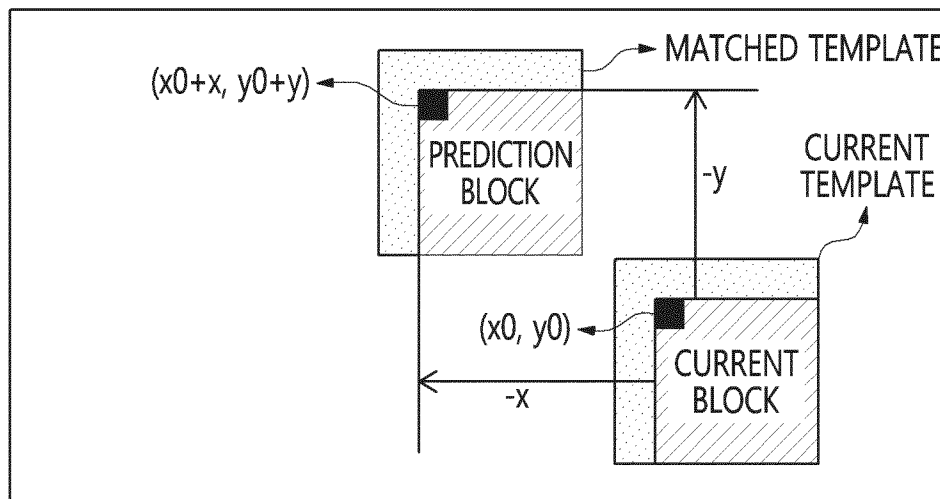 MATCHED TEMPLATE
(x0+x, y0+y)
PREDICTION
BLOCK
-y
CURRENT
TEMPLATE
(x0, y0)
CURRENT
BLOCK
-x